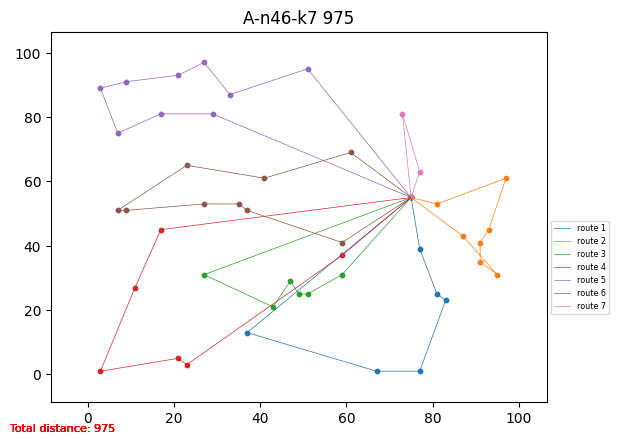 A-n46-k7 975
100
80
60
40
20
0
0 20 40 60 80 100
route 1
route 2
route 3
route 4
route 5
route 6
route 7
Total distance: 975